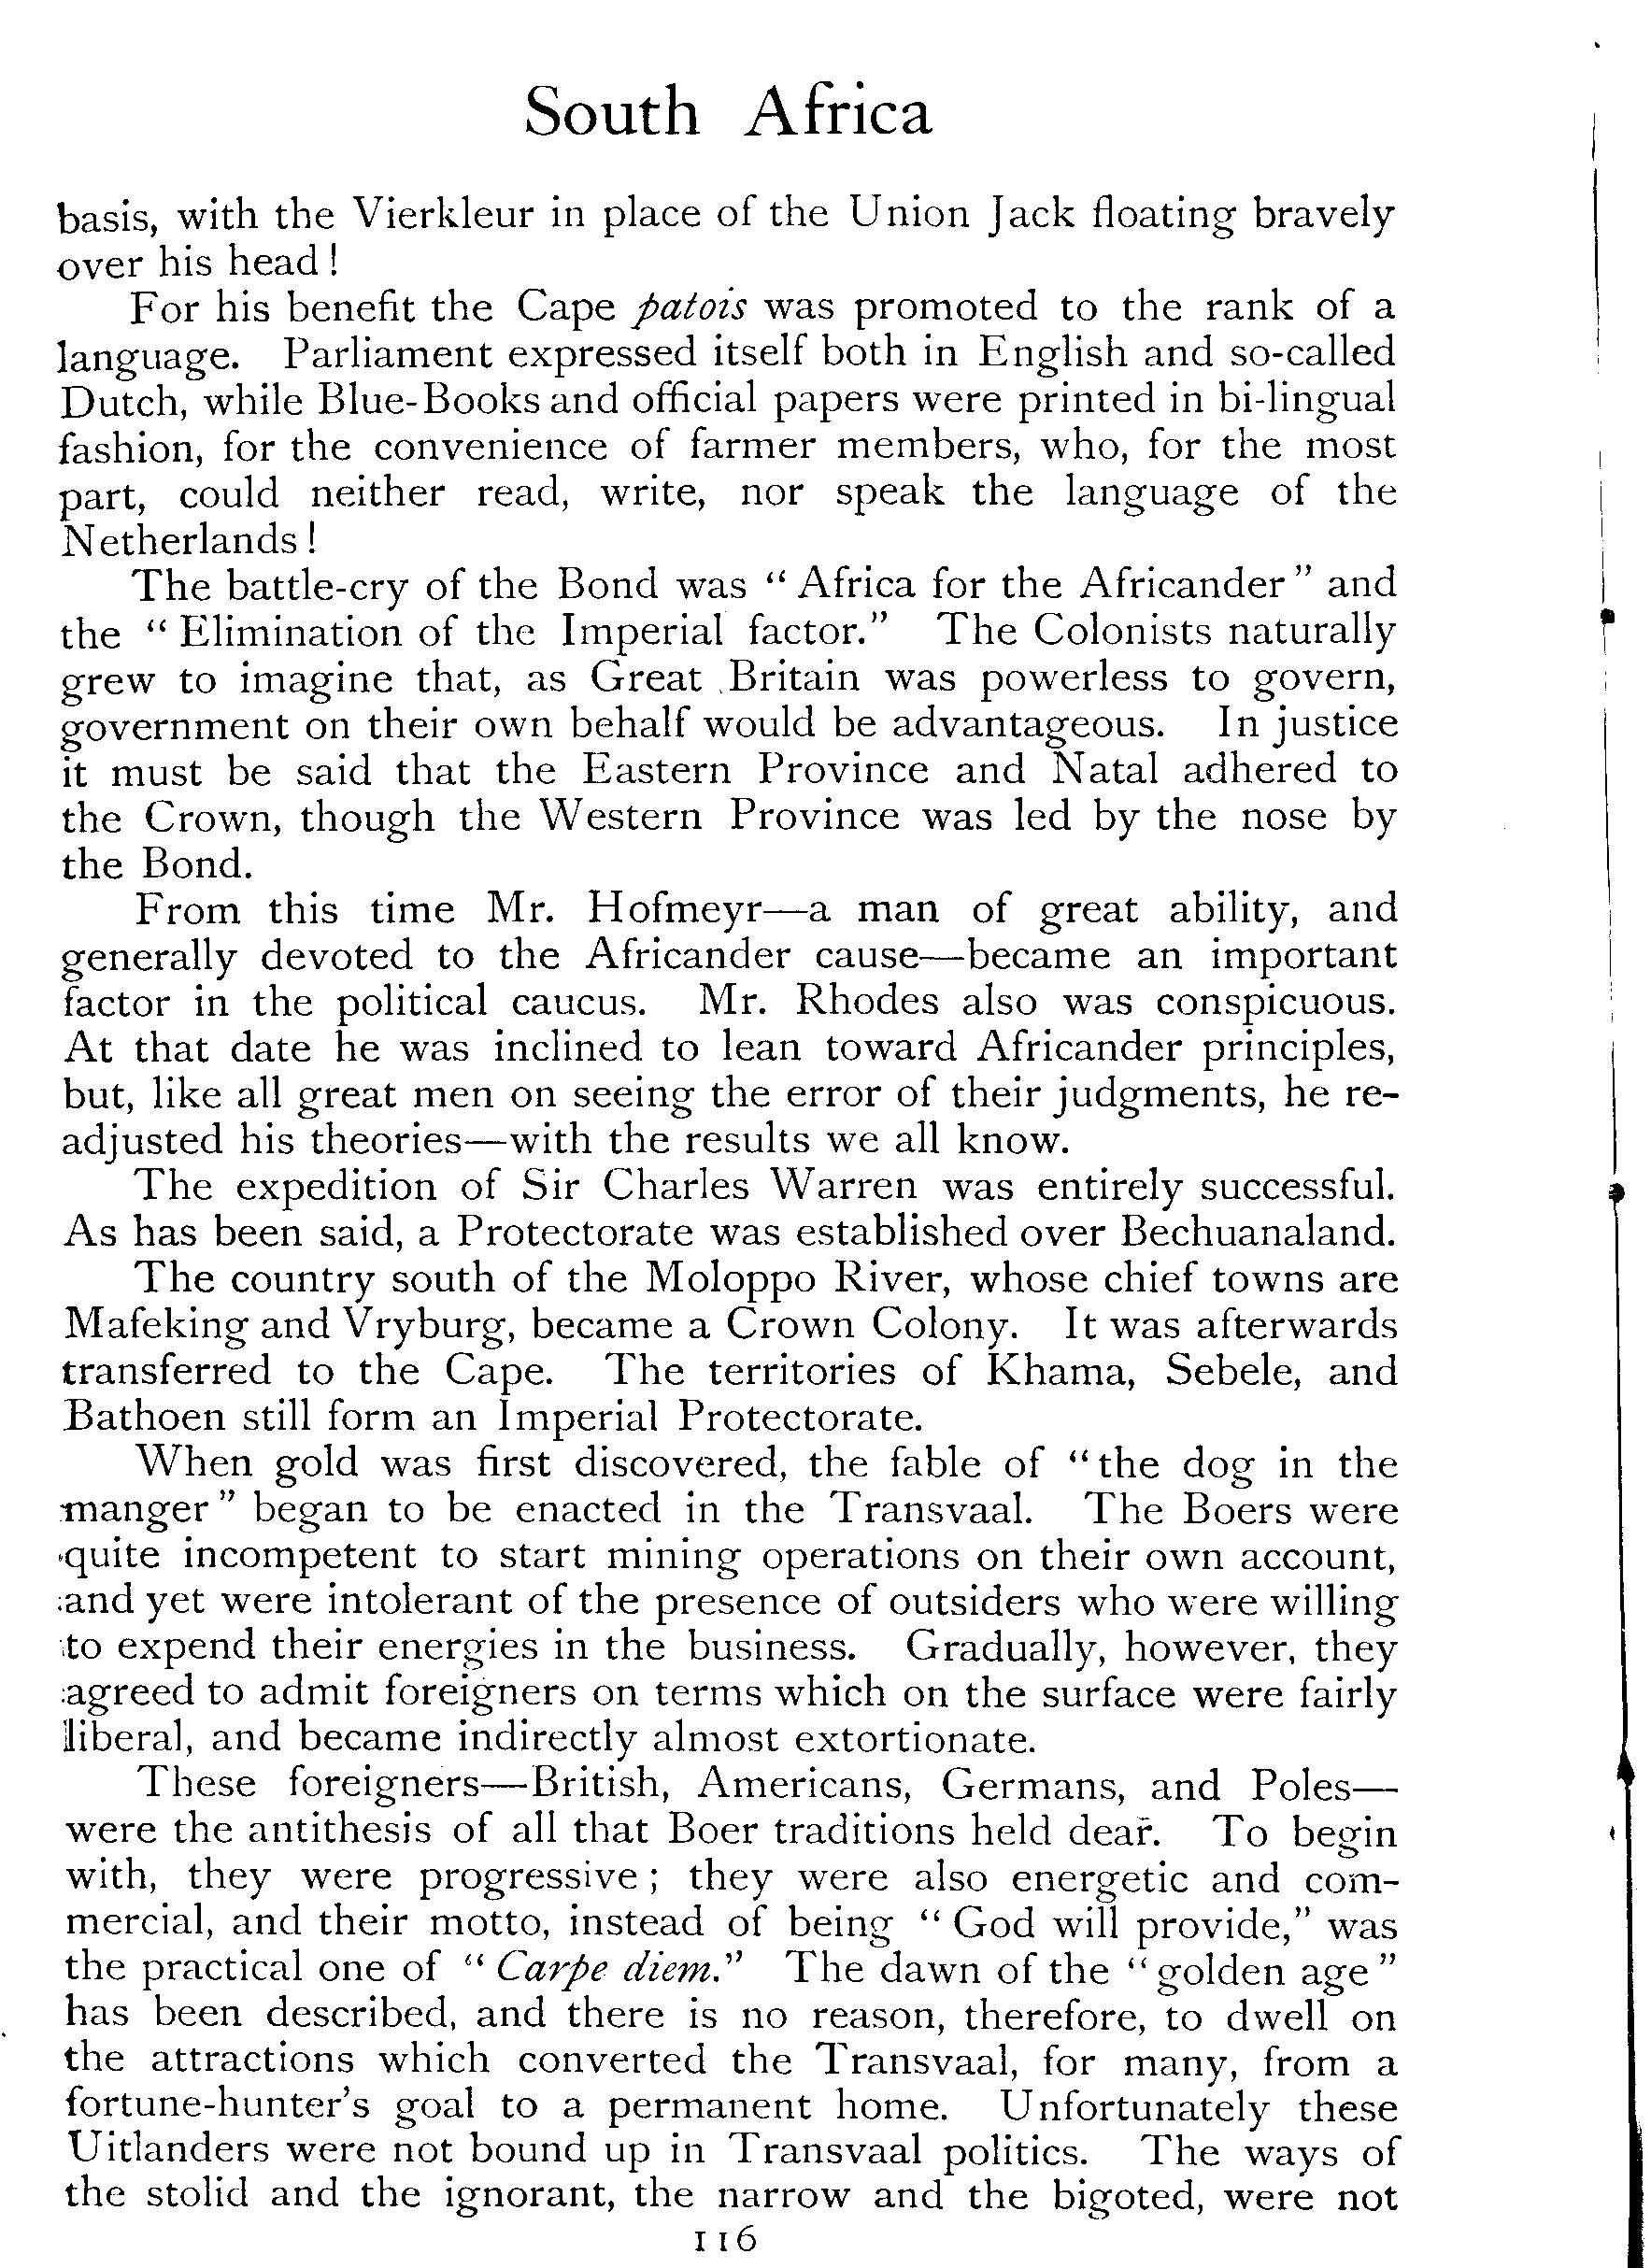 South Africa
basis, with the Vierkleur in place of the Union Jack floating bravely
over his head !
For his benefit the Cape patois was promoted to the rank of a
language. Parliament expressed itself both in English and so-called
Dutch, while Blue-Books and official papers were printed in bi-lingual
fashion, for the convenience of farmer members, who, for the most
part, could neither read, write, nor speak the language of the
Netherlands !
The battle-cry of the Bond was “ Africa for the Africander ” and
the “ Elimination of the Imperial factor.” The Colonists naturally
grew to imagine that, as Great Britain was powerless to govern,
government on their own behalf would be advantageous. In justice
it must be said that the Eastern Province and Natal adhered to
the Crown, though the Western Province was led by the nose by
the Bond.
From this time Mr. Hofmeyr—a man of great ability, and
generally devoted to the Africander cause—became an important
factor in the political caucus. Mr. Rhodes also was conspicuous.
At that date he was inclined to lean toward Africander principles,
but, like all great men on seeing the error of their judgments, he re-
adjusted his theories—with the results we all know.
The expedition of Sir Charles Warren was entirely successful.
As has been said, a Protectorate was established over Bechuanaland.
The country south of the Moloppo River, whose chief towns are
Mafeking and Vryburg, became a Crown Colony. It was afterwards
transferred to the Cape. The territories of Khama, Sebele, and
Bathoen still form an Imperial Protectorate.
When gold was first discovered, the fable of “ the dog in the
manger ” began to be enacted in the Transvaal. The Boers were
quite incompetent to start mining operations on their own account,
and yet were intolerant of the presence of outsiders who were willing
to expend their energies in the business. Gradually, however, they
agreed to admit foreigners on terms which on the surface were fairly
liberal, and became indirectly almost extortionate.
These foreigners—British, Americans, Germans, and Poles—
were the antithesis of all that Boer traditions held dear. To begin
with, they were progressive ; they were also energetic and com-
mercial, and their motto, instead of being “ God will provide,” was
the practical one of “ Carpe diem.” The dawn of the “ golden age ”
has been described, and there is no reason, therefore, to dwell on
the attractions which converted the Transvaal, for many, from a
fortune-hunter's goal to a permanent home. Unfortunately these
Uitlanders were not bound up in Transvaal politics. The ways of
the stolid and the ignorant, the narrow and the bigoted, were not
116